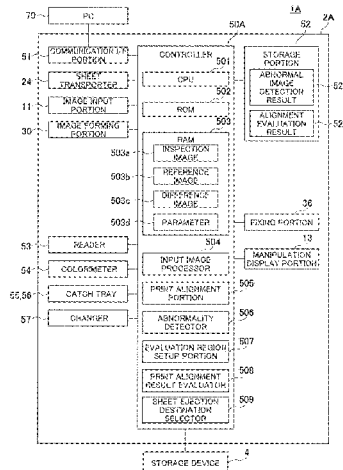 70
PC
1A
2A
50A
52
51
COMMUNICATION I/F PORTION
CONTROLLER
501
CPU
STORAGE PORTION
ABNORMAL IMAGE DETECTION RESULT
ALIGNMENT EVALUATION RESULT
24
SHEET TRANSPORTER
502
ROM
11
IMAGE INPUT PORTION
30
IMAGE FORMING PORTION
503
RAM
503a
INSPECTION IMAGE
503b
REFERENCE IMAGE
503c
DIFFERENCE IMAGE
503d
PARAMETER
36
FIXING PORTION
53
READER
504
INPUT IMAGE PROCESSOR
13
MANIPULATION DISPLAY PORTION
54
COLORIMETER
55,56
CATCH TRAY
505
PRINT ALIGNMENT PORTION
57
CHANGER
506
ABNORMALITY DETECTOR
507
EVALUATION REGION SETUP PORTION
508
PRINT ALIGNMENT RESULT EVALUATOR
509
SHEET EJECTION DESTINATION SELECTOR
4
STORAGE DEVICE